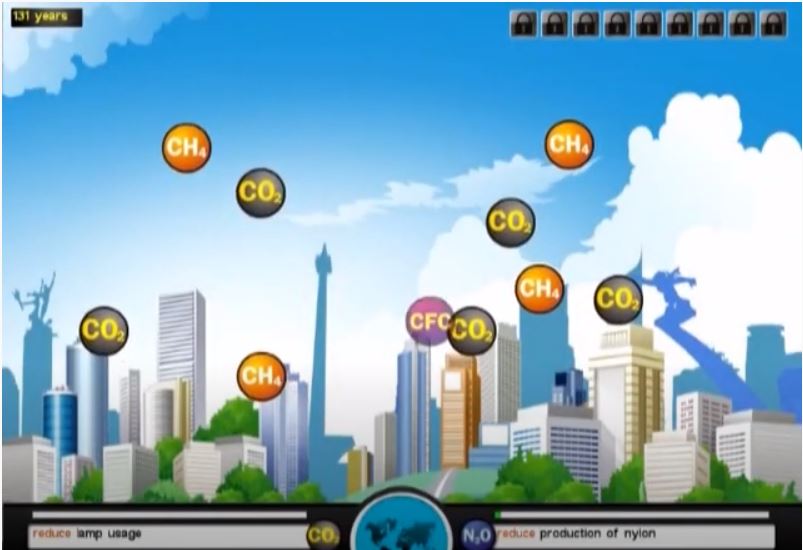 131 years
CH₄
CH₄
CO₂
CO₂
CH₄
CO₂
CO₂
CFC
CO₂
CH₄
reduce lamp usage
CO₂
N₂O
reduce production of nylon